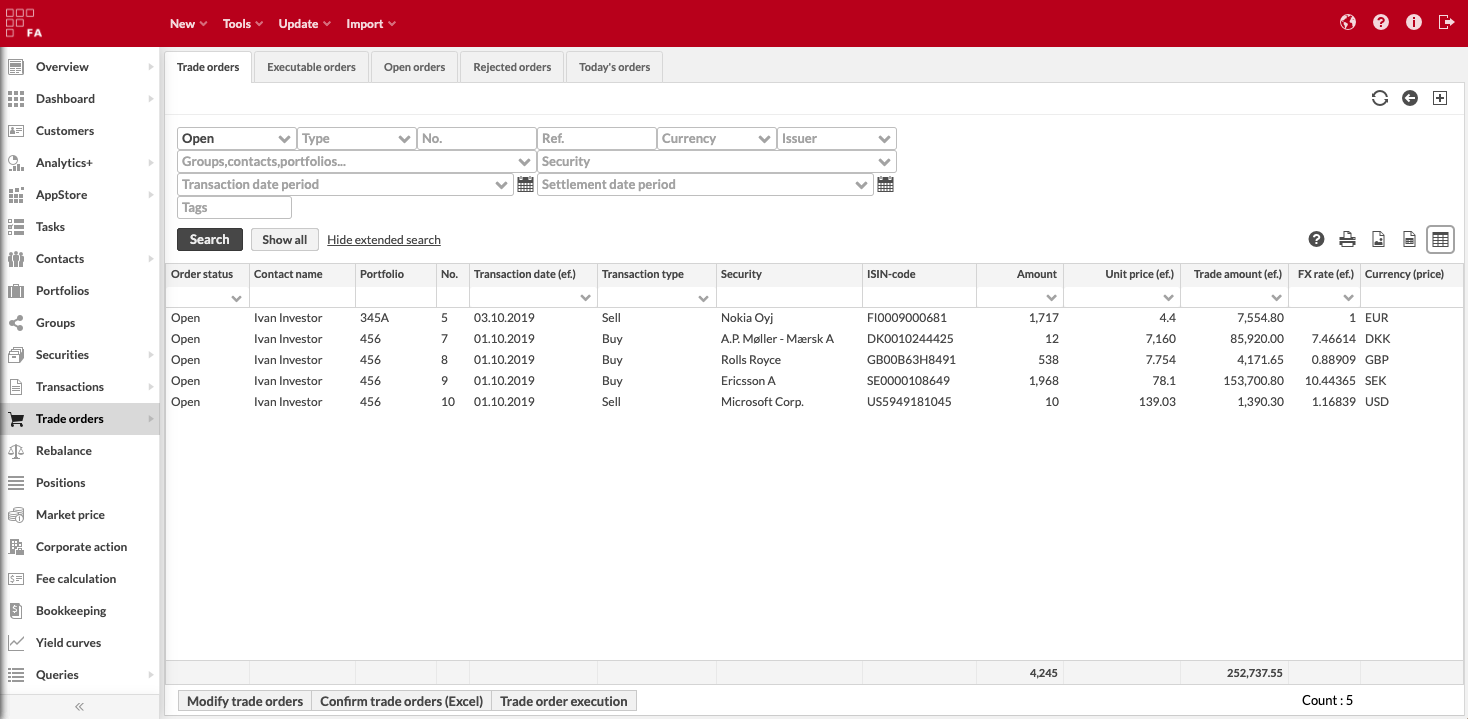 FA
New Tools Update Import
Overview
Dashboard
Customers
Analytics+
AppStore
Tasks
Contacts
Portfolios
Groups
Securities
Transactions
Trade orders
Rebalance
Positions
Market price
Corporate action
Fee calculation
Bookkeeping
Yield curves
Queries
«
Trade orders Executable orders Open orders Rejected orders Today's orders
Open Type No. Ref. Currency Issuer
Groups,contacts,portfolios... Security
Transaction date period Settlement date period
Tags
Search Show all Hide extended search
Order status Contact name Portfolio No. Transaction date (ef.) Transaction type Security ISIN-code Amount Unit price (ef.) Trade amount (ef.) FX rate (ef.) Currency (price)
Open Ivan Investor 345A 5 03.10.2019 Sell Nokia Oyj FI0009000681 1,717 4.4 7,554.80 1 EUR
Open Ivan Investor 456 7 01.10.2019 Buy A.P. Møller - Mærsk A DK0010244425 12 7,160 85,920.00 7.46614 DKK
Open Ivan Investor 456 8 01.10.2019 Buy Rolls Royce GB00B63H8491 538 7.754 4,171.65 0.88909 GBP
Open Ivan Investor 456 9 01.10.2019 Buy Ericsson A SE0000108649 1,968 78.1 153,700.80 10.44365 SEK
Open Ivan Investor 456 10 01.10.2019 Sell Microsoft Corp. US5949181045 10 139.03 1,390.30 1.16839 USD
4,245 252,737.55
Modify trade orders Confirm trade orders (Excel) Trade order execution Count : 5